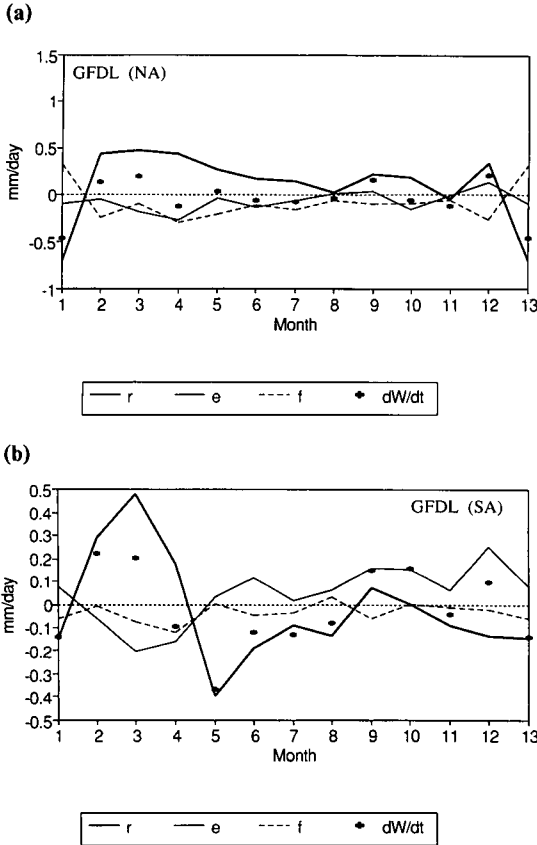 (a)
GFDL (NA)
1.5
1
0.5
0
-0.5
-1
mm/day
1 2 3 4 5 6 7 8 9 10 11 12 13
Month
r e f dW/dt
(b)
GFDL (SA)
0.5
0.4
0.3
0.2
0.1
0
-0.1
-0.2
-0.3
-0.4
-0.5
mm/day
1 2 3 4 5 6 7 8 9 10 11 12 13
Month
r e f dW/dt